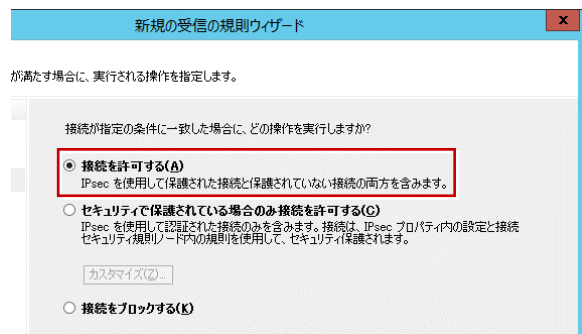 新規の受信の規則ウィザード
x
が満たす場合に、実行される操作を指定します。
接続が指定の条件に一致した場合に、どの操作を実行しますか?
接続を許可する(A)
IPsec を使用して保護された接続と保護されていない接続の両方を含みます。
セキュリティで保護されている場合のみ接続を許可する(C)
IPsec を使用して認証された接続のみを含みます。接続は、IPsec プロパティ内の設定と接続
セキュリティ規則ノード内の規則を使用して、セキュリティ保護されます。
カスタマイズ(Z)...
接続をブロックする(K)